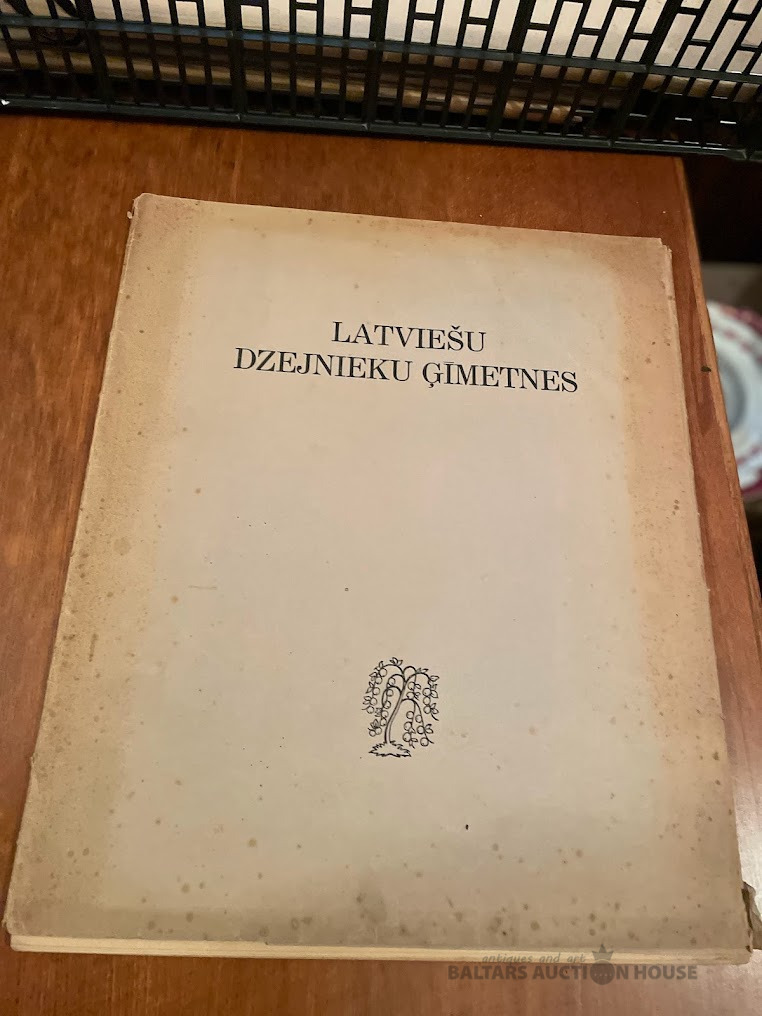 LATVIEŠU
DZEJNIEKU ĢĪMETNES
antiques and art
BALTARS AUCTION HOUSE